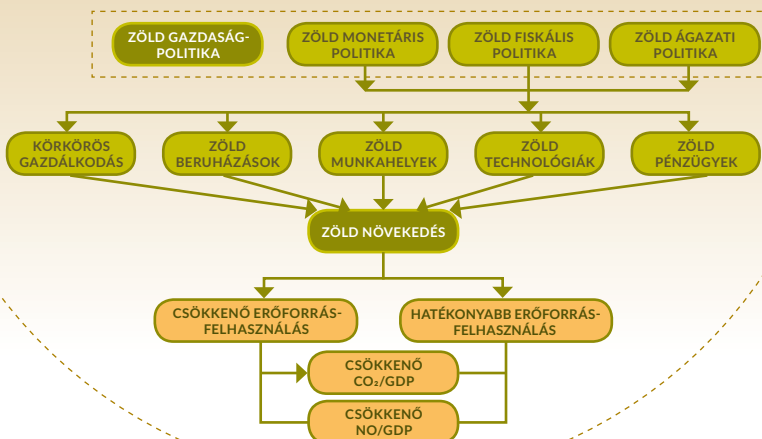 ZÖLD GAZDASÁG-
POLITIKA
ZÖLD MONETÁRIS
POLITIKA
ZÖLD FISKÁLIS
POLITIKA
ZÖLD ÁGAZATI
POLITIKA
KÖRKÖRÖS
GAZDÁLKODÁS
ZÖLD
BERUHÁZÁSOK
ZÖLD
MUNKAHELYEK
ZÖLD
TECHNOLÓGIÁK
ZÖLD
PÉNZÜGYEK
ZÖLD NÖVEKEDÉS
CSÖKKENŐ ERŐFORRÁS-
FELHASZNÁLÁS
HATÉKONYABB ERŐFORRÁS-
FELHASZNÁLÁS
CSÖKKENŐ
CO₂/GDP
CSÖKKENŐ
NO/GDP